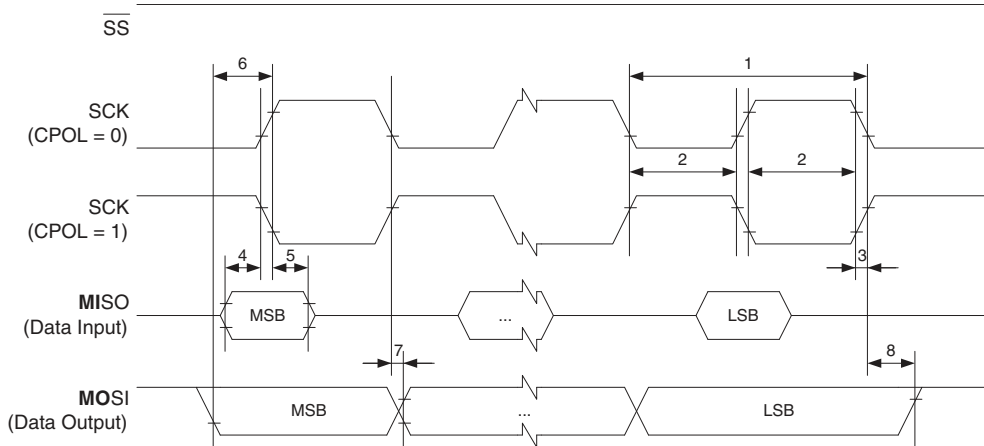 SS
6
1
SCK
(CPOL = 0)
2
2
SCK
(CPOL = 1)
4
5
3
MISO
(Data Input)
MSB
...
LSB
7
8
MOSI
(Data Output)
MSB
...
LSB